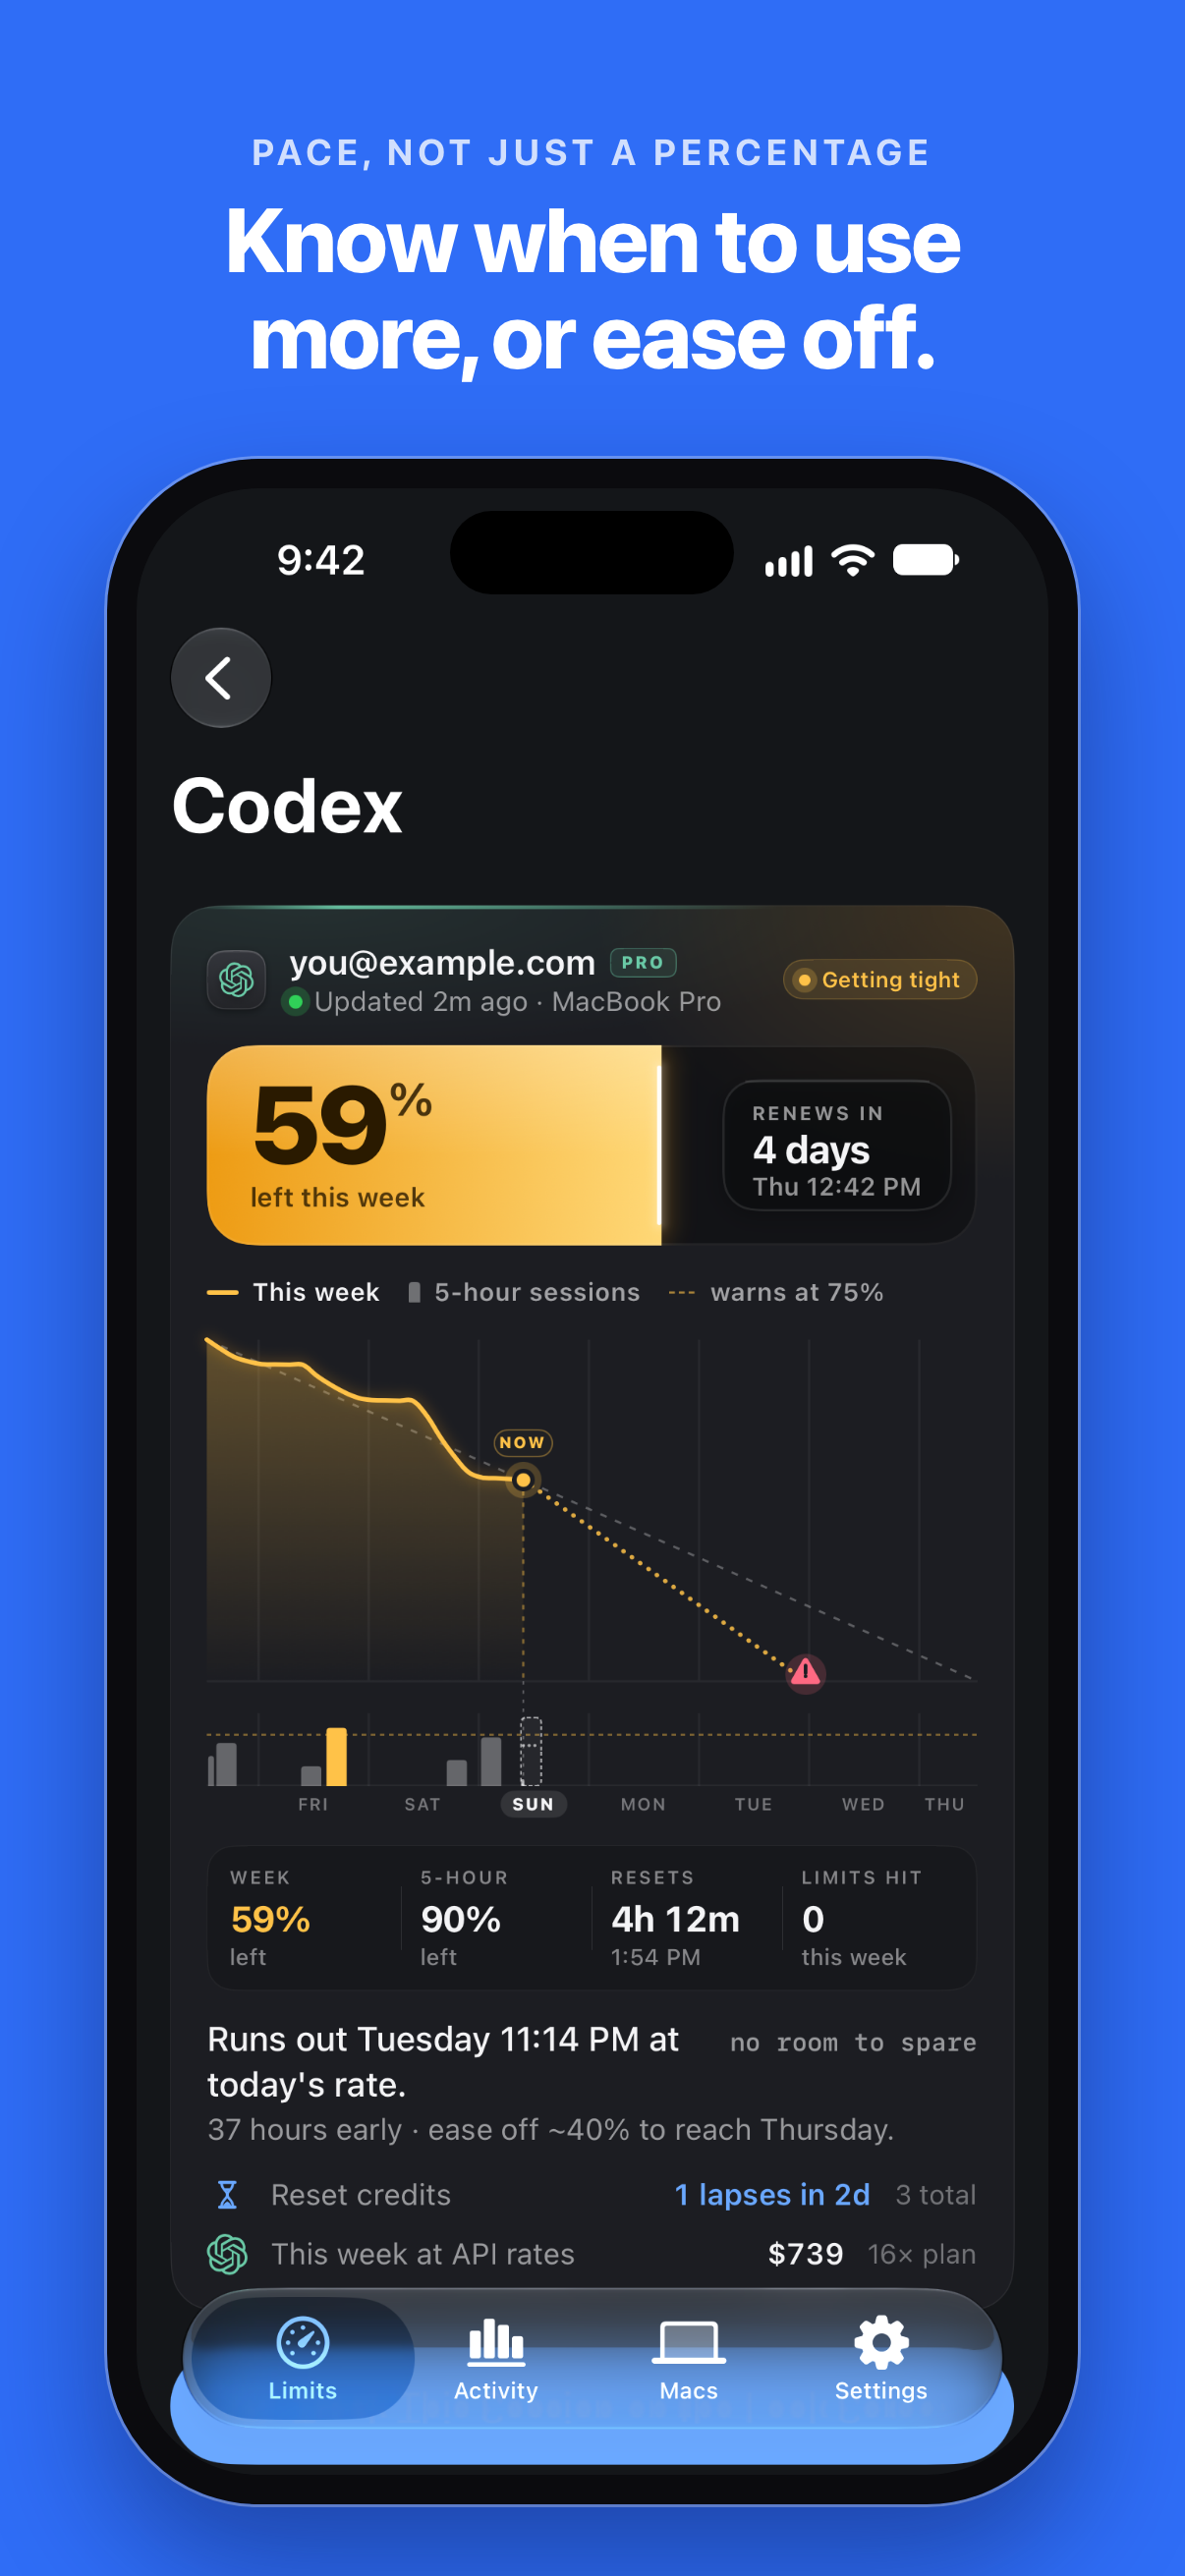 PACE, NOT JUST A PERCENTAGE
Know when to use
more, or ease off.
9:42
Codex
you@example.com PRO
Updated 2m ago · MacBook Pro
Getting tight
59%
left this week
RENEWS IN
4 days
Thu 12:42 PM
This week 5-hour sessions warns at 75%
NOW
FRI SAT SUN MON TUE WED THU
WEEK
59%
left
5-HOUR
90%
left
RESETS
4h 12m
1:54 PM
LIMITS HIT
0
this week
Runs out Tuesday 11:14 PM at
today's rate.
no room to spare
37 hours early · ease off ~40% to reach Thursday.
Reset credits 1 lapses in 2d 3 total
This week at API rates $739 16× plan
Limits Activity Macs Settings